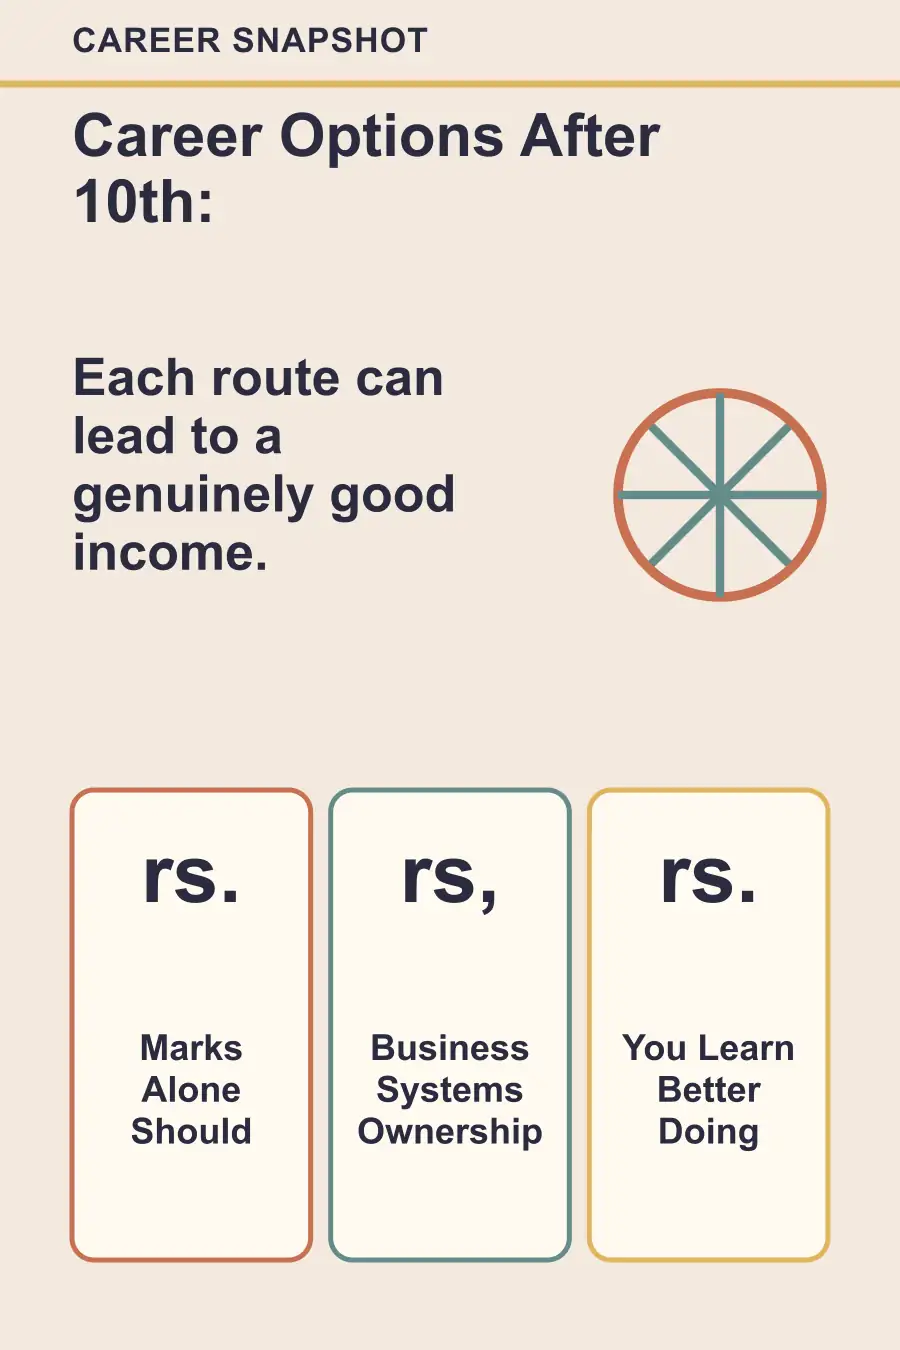 CAREER SNAPSHOT
Career Options After
10th:
Each route can
lead to a
genuinely good
income.
rs.
Marks
Alone
Should
rs,
Business
Systems
Ownership
rs.
You Learn
Better
Doing